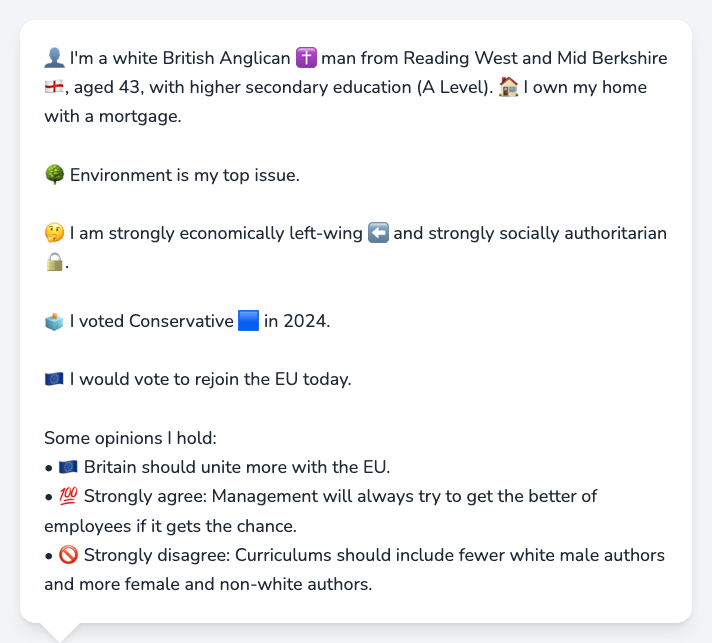 👤 I'm a white British Anglican ✝️ man from Reading West and Mid Berkshire
🏴󠁧󠁢󠁥󠁮󠁧󠁿, aged 43, with higher secondary education (A Level). 🏠 I own my home
with a mortgage.
🌳 Environment is my top issue.
🤔 I am strongly economically left-wing ⬅️ and strongly socially authoritarian
🔒.
🗳️ I voted Conservative 🟦 in 2024.
🇪🇺 I would vote to rejoin the EU today.
Some opinions I hold:
• 🇪🇺 Britain should unite more with the EU.
• 💯 Strongly agree: Management will always try to get the better of
employees if it gets the chance.
• 🚫 Strongly disagree: Curriculums should include fewer white male authors
and more female and non-white authors.